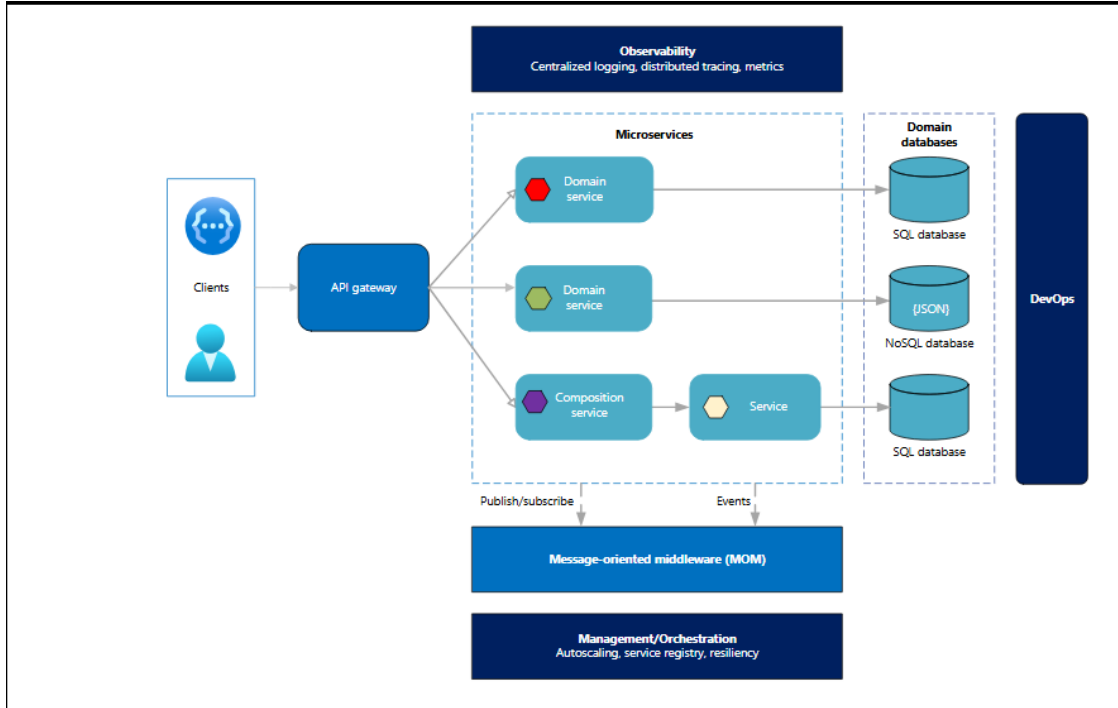 Observability
Centralized logging, distributed tracing, metrics
Microservices
Domain
databases
Domain
service
SQL database
Clients
API gateway
Domain
service
{JSON}
NoSQL database
DevOps
Composition
service
Service
SQL database
Publish/subscribe
Events
Message-oriented middleware (MOM)
Management/Orchestration
Autoscaling, service registry, resiliency